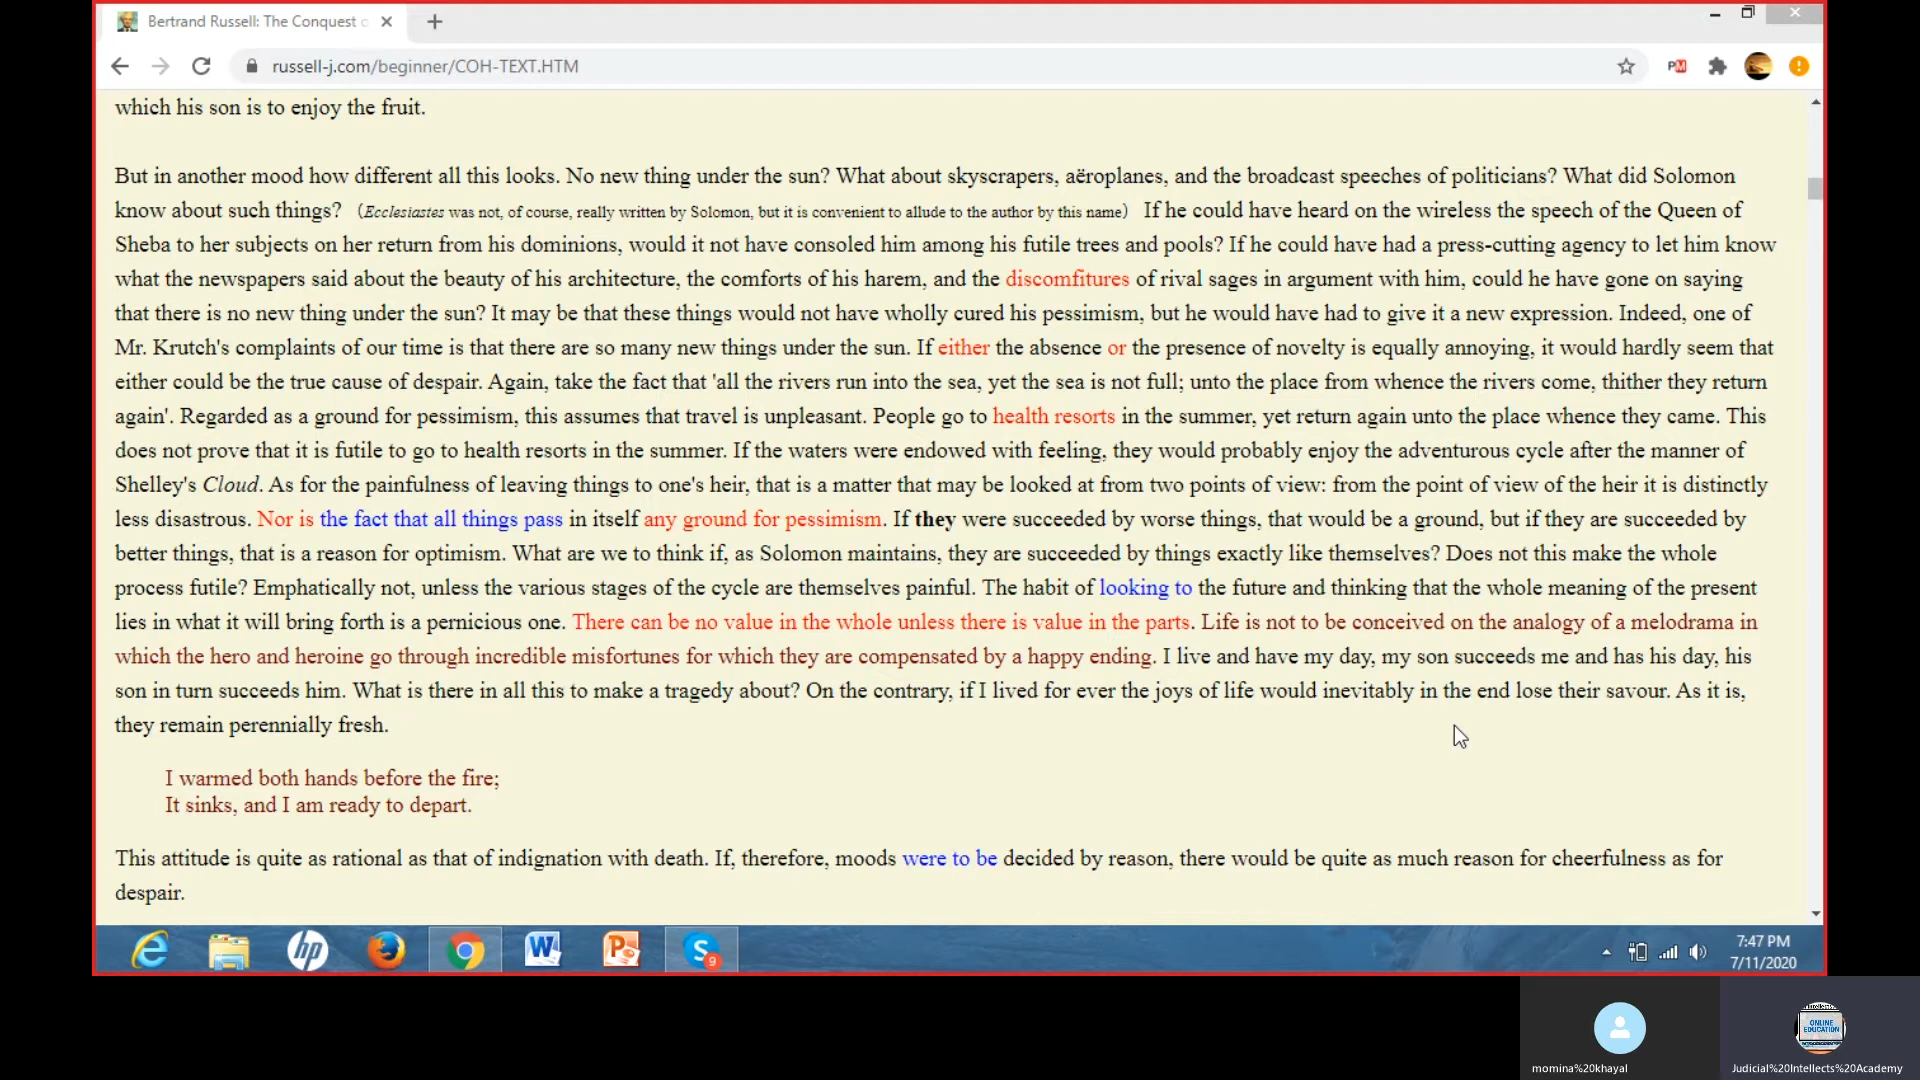 Bertrand Russell: The Conquest o
russell-j.com/beginner/COH-TEXT.HTM
which his son is to enjoy the fruit.
But in another mood how different all this looks. No new thing under the sun? What about skyscrapers, aëroplanes, and the broadcast speeches of politicians? What did Solomon
know about such things? (Ecclesiastes was not, of course, really written by Solomon, but it is convenient to allude to the author by this name) If he could have heard on the wireless the speech of the Queen of
Sheba to her subjects on her return from his dominions, would it not have consoled him among his futile trees and pools? If he could have had a press-cutting agency to let him know
what the newspapers said about the beauty of his architecture, the comforts of his harem, and the discomfitures of rival sages in argument with him, could he have gone on saying
that there is no new thing under the sun? It may be that these things would not have wholly cured his pessimism, but he would have had to give it a new expression. Indeed, one of
Mr. Krutch's complaints of our time is that there are so many new things under the sun. If either the absence or the presence of novelty is equally annoying, it would hardly seem that
either could be the true cause of despair. Again, take the fact that 'all the rivers run into the sea, yet the sea is not full; unto the place from whence the rivers come, thither they return
again'. Regarded as a ground for pessimism, this assumes that travel is unpleasant. People go to health resorts in the summer, yet return again unto the place whence they came. This
does not prove that it is futile to go to health resorts in the summer. If the waters were endowed with feeling, they would probably enjoy the adventurous cycle after the manner of
Shelley's Cloud. As for the painfulness of leaving things to one's heir, that is a matter that may be looked at from two points of view: from the point of view of the heir it is distinctly
less disastrous. Nor is the fact that all things pass in itself any ground for pessimism. If they were succeeded by worse things, that would be a ground, but if they are succeeded by
better things, that is a reason for optimism. What are we to think if, as Solomon maintains, they are succeeded by things exactly like themselves? Does not this make the whole
process futile? Emphatically not, unless the various stages of the cycle are themselves painful. The habit of looking to the future and thinking that the whole meaning of the present
lies in what it will bring forth is a pernicious one. There can be no value in the whole unless there is value in the parts. Life is not to be conceived on the analogy of a melodrama in
which the hero and heroine go through incredible misfortunes for which they are compensated by a happy ending. I live and have my day, my son succeeds me and has his day, his
son in turn succeeds him. What is there in all this to make a tragedy about? On the contrary, if I lived for ever the joys of life would inevitably in the end lose their savour. As it is,
they remain perennially fresh.
I warmed both hands before the fire;
It sinks, and I am ready to depart.
This attitude is quite as rational as that of indignation with death. If, therefore, moods were to be decided by reason, there would be quite as much reason for cheerfulness as for
despair.
7:47 PM
7/11/2020
9
ONLINE
EDUCATION
momina%20khayal
Judicial%20Intellects%20Academy